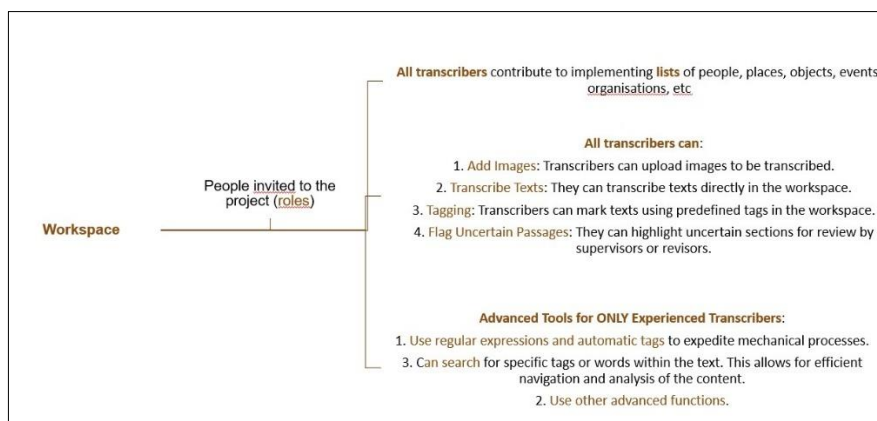 All transcribers contribute to implementing lists of people, places, objects, events
organisations, etc
All transcribers can:
1. Add Images: Transcribers can upload images to be transcribed.
2. Transcribe Texts: They can transcribe texts directly in the workspace.
3. Tagging: Transcribers can mark texts using predefined tags in the workspace.
4. Flag Uncertain Passages: They can highlight uncertain sections for review by
supervisors or revisors.
People invited to the
project (roles)
Workspace
Advanced Tools for ONLY Experienced Transcribers:
1. Use regular expressions and automatic tags to expedite mechanical processes.
3. Can search for specific tags or words within the text. This allows for efficient
navigation and analysis of the content.
2. Use other advanced functions.